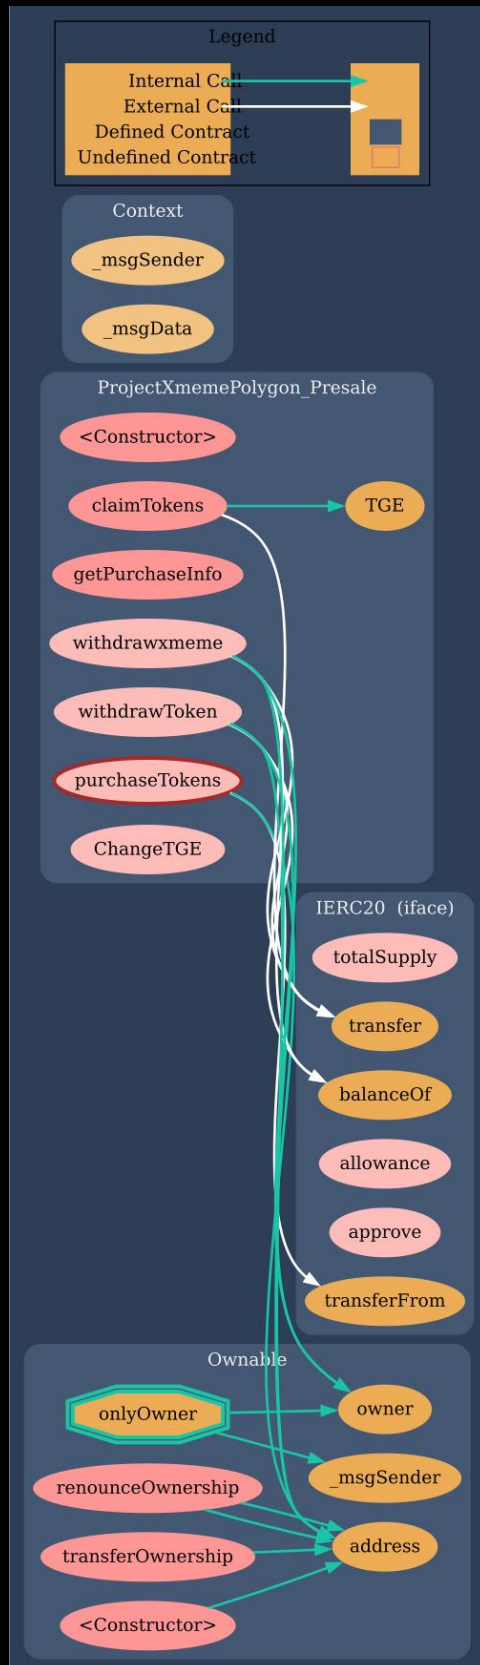 Legend
Internal Call
External Call
Defined Contract
Undefined Contract
Context
_msgSender
_msgData
ProjectXmemePolygon_Presale
<Constructor>
claimTokens
TGE
getPurchaseInfo
withdrawxmeme
withdrawToken
purchaseTokens
ChangeTGE
IERC20 (iface)
totalSupply
transfer
balanceOf
allowance
approve
transferFrom
Ownable
onlyOwner
owner
_msgSender
renounceOwnership
address
transferOwnership
<Constructor>